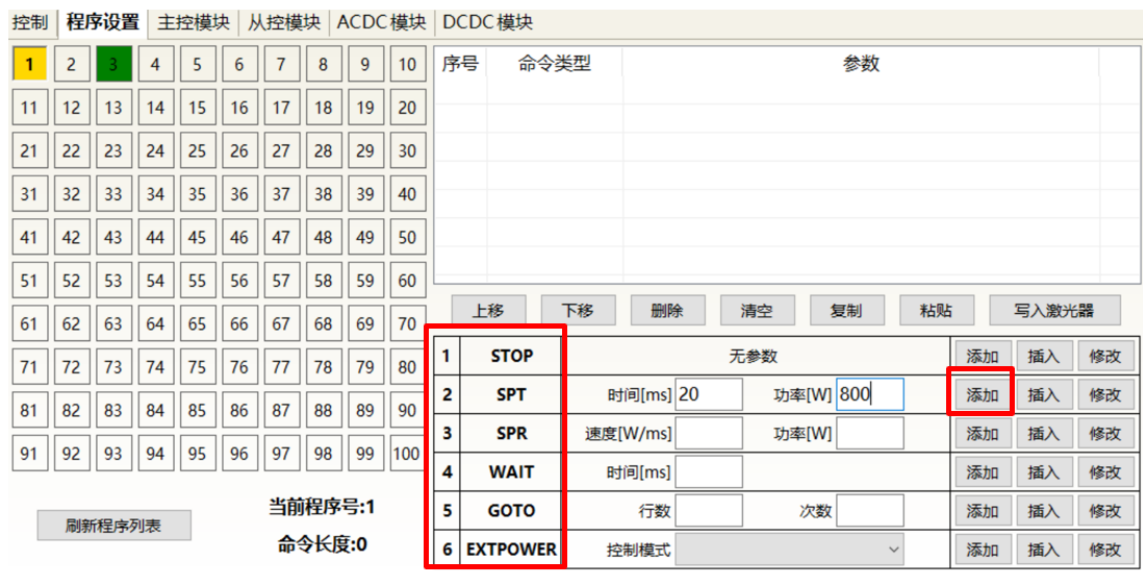 控制 程序设置 主控模块 从控模块 ACDC模块 DCDC模块
序号 命令类型 参数
1 2 3 4 5 6 7 8 9 10
11 12 13 14 15 16 17 18 19 20
21 22 23 24 25 26 27 28 29 30
31 32 33 34 35 36 37 38 39 40
41 42 43 44 45 46 47 48 49 50
51 52 53 54 55 56 57 58 59 60
61 62 63 64 65 66 67 68 69 70
71 72 73 74 75 76 77 78 79 80
81 82 83 84 85 86 87 88 89 90
91 92 93 94 95 96 97 98 99 100
刷新程序列表
当前程序号:1
命令长度:0
上移 下移 删除 清空 复制 粘贴 写入激光器
1 STOP 无参数 添加 插入 修改
2 SPT 时间[ms] 20 功率[W] 800 添加 插入 修改
3 SPR 速度[W/ms] 功率[W] 添加 插入 修改
4 WAIT 时间[ms] 添加 插入 修改
5 GOTO 行数 次数 添加 插入 修改
6 EXTPOWER 控制模式 添加 插入 修改